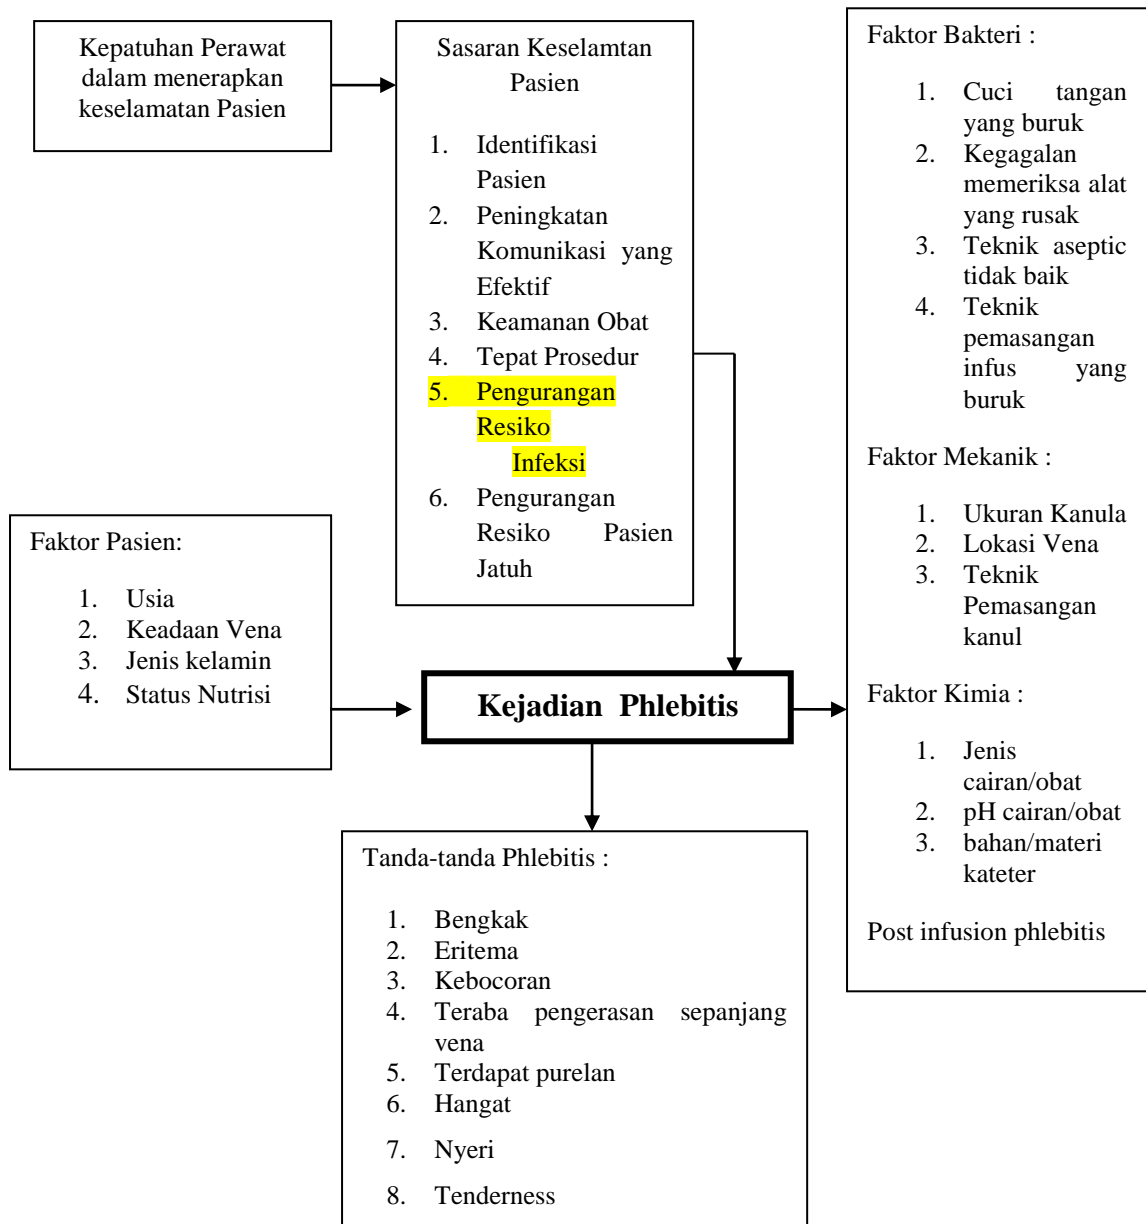 Kepatuhan Perawat
dalam menerapkan
keselamatan Pasien
Sasaran Keselamtan
Pasien
1. Identifikasi
Pasien
2. Peningkatan
Komunikasi yang
Efektif
3. Keamanan Obat
4. Tepat Prosedur
5. Pengurangan
Resiko
Infeksi
6. Pengurangan
Resiko Pasien
Jatuh
Faktor Bakteri :
1. Cuci tangan
yang buruk
2. Kegagalan
memeriksa alat
yang rusak
3. Teknik aseptic
tidak baik
4. Teknik
pemasangan
infus yang
buruk
Faktor Mekanik :
1. Ukuran Kanula
2. Lokasi Vena
3. Teknik
Pemasangan
kanul
Faktor Kimia :
1. Jenis
cairan/obat
2. pH cairan/obat
3. bahan/materi
kateter
Post infusion phlebitis
Faktor Pasien:
1. Usia
2. Keadaan Vena
3. Jenis kelamin
4. Status Nutrisi
Kejadian Phlebitis
Tanda-tanda Phlebitis :
1. Bengkak
2. Eritema
3. Kebocoran
4. Teraba pengerasan sepanjang
vena
5. Terdapat purelan
6. Hangat
7. Nyeri
8. Tenderness